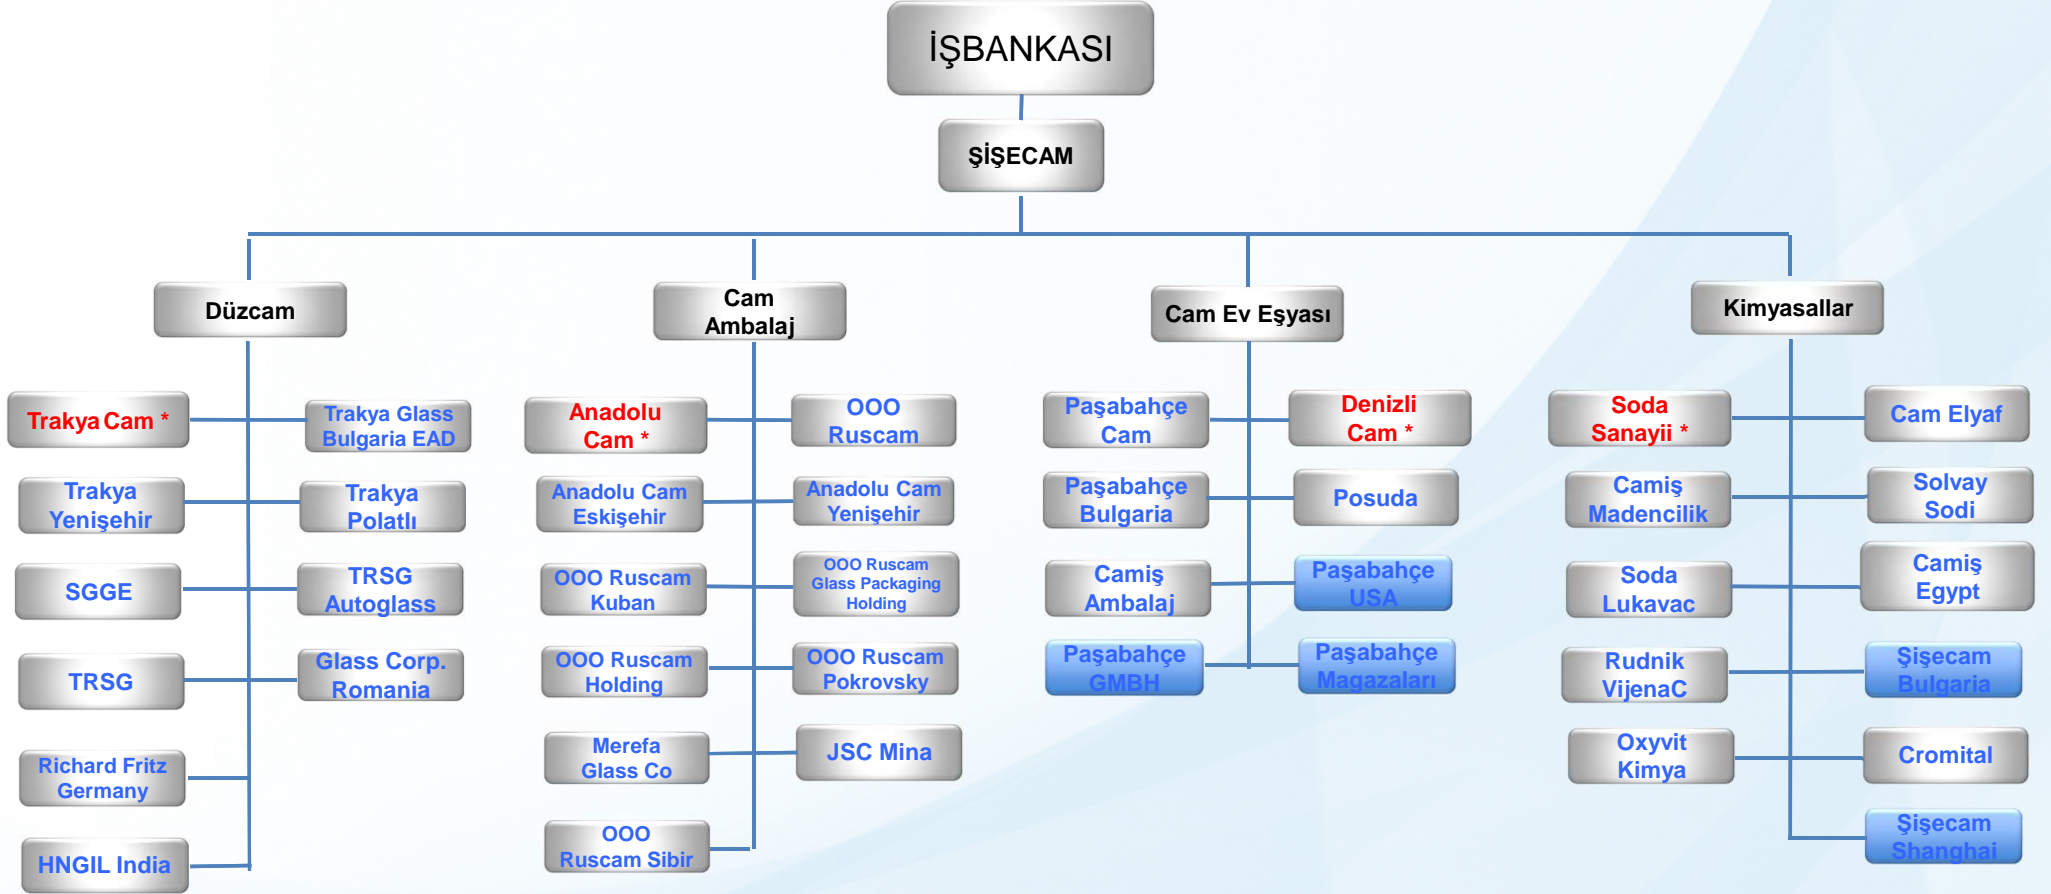 İŞBANKASI
ŞİŞECAM
Düzcam
Cam
Ambalaj
Cam Ev Eşyası
Kimyasallar
Trakya Cam *
Trakya Glass
Bulgaria EAD
Trakya
Yenişehir
Trakya
Polatlı
SGGE
TRSG
Autoglass
TRSG
Glass Corp.
Romania
Richard Fritz
Germany
HNGIL India
Anadolu
Cam *
OOO
Ruscam
Anadolu Cam
Eskişehir
Anadolu Cam
Yenişehir
OOO Ruscam
Kuban
OOO Ruscam
Glass Packaging
Holding
OOO Ruscam
Holding
OOO Ruscam
Pokrovsky
Merefa
Glass Co
JSC Mina
OOO
Ruscam Sibir
Paşabahçe
Cam
Denizli
Cam *
Paşabahçe
Bulgaria
Posuda
Camiş
Ambalaj
Paşabahçe
USA
Paşabahçe
GMBH
Paşabahçe
Magazaları
Soda
Sanayii *
Cam Elyaf
Camiş
Madencilik
Solvay
Sodi
Soda
Lukavac
Camiş
Egypt
Rudnik
VijenaC
Şişecam
Bulgaria
Oxyvit
Kimya
Cromital
Şişecam
Shanghai